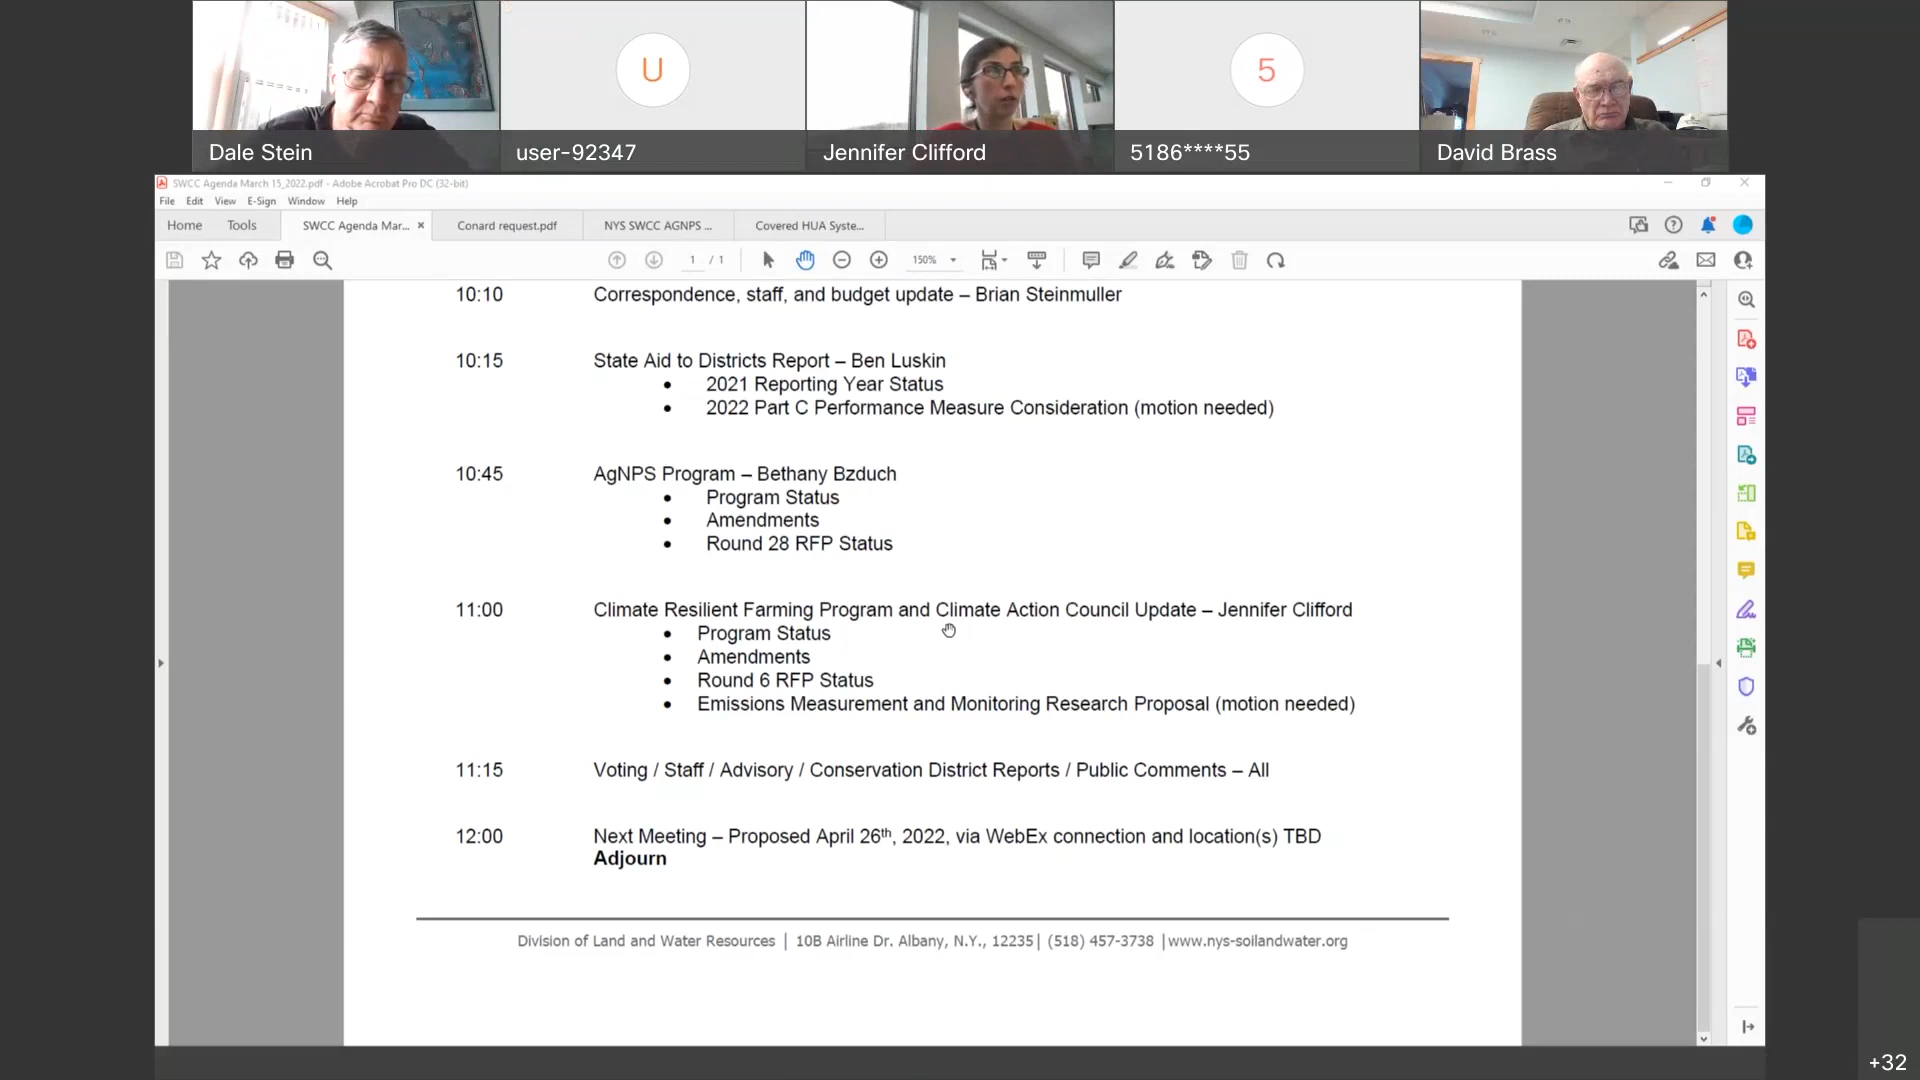 U
5
Dale Stein
user-92347
Jennifer Clifford
5186****55
David Brass
SWCC Agenda March 15_2022.pdf - Adobe Acrobat Pro DC (32-bit)
File Edit View E-Sign Window Help
Home Tools SWCC Agenda Mar... × Conard request.pdf NYS SWCC AGNPS ... Covered HUA Syste...
1 / 1 150%
10:10 Correspondence, staff, and budget update – Brian Steinmuller
10:15 State Aid to Districts Report – Ben Luskin
• 2021 Reporting Year Status
• 2022 Part C Performance Measure Consideration (motion needed)
10:45 AgNPS Program – Bethany Bzduch
• Program Status
• Amendments
• Round 28 RFP Status
11:00 Climate Resilient Farming Program and Climate Action Council Update – Jennifer Clifford
• Program Status
• Amendments
• Round 6 RFP Status
• Emissions Measurement and Monitoring Research Proposal (motion needed)
11:15 Voting / Staff / Advisory / Conservation District Reports / Public Comments – All
12:00 Next Meeting – Proposed April 26th, 2022, via WebEx connection and location(s) TBD
Adjourn
Division of Land and Water Resources | 10B Airline Dr. Albany, N.Y., 12235| (518) 457-3738 |www.nys-soilandwater.org
+32